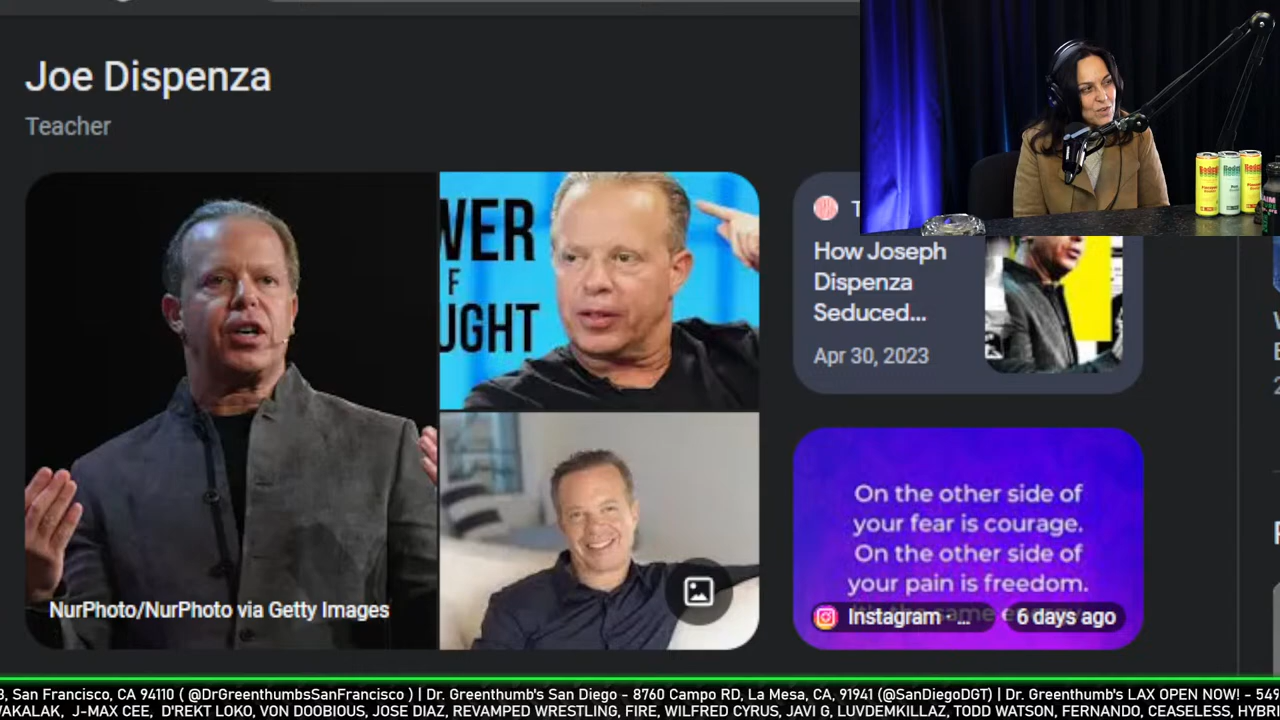 Joe Dispenza
Teacher
WER
F
UGHT
NurPhoto/NurPhoto via Getty Images
How Joseph
Dispenza
Seduced...
Apr 30, 2023
On the other side of
your fear is courage.
On the other side of
your pain is freedom.
Instagram · ...
6 days ago
3, San Francisco, CA 94110 ( @DrGreenthumbsSanFrancisco ) | Dr. Greenthumb's San Diego - 8760 Campo RD, La Mesa, CA, 91941 (@SanDiegoDGT) | Dr. Greenthumb's LAX OPEN NOW! - 549
WAKALAK, J-MAX CEE, D'REKT LOKO, VON DOOBIOUS, JOSE DIAZ, REVAMPED WRESTLING, FIRE, WILFRED CYRUS, JAVI G, LUVDEMKILLAZ, TODD WATSON, FERNANDO, CEASELESS, HYBRI